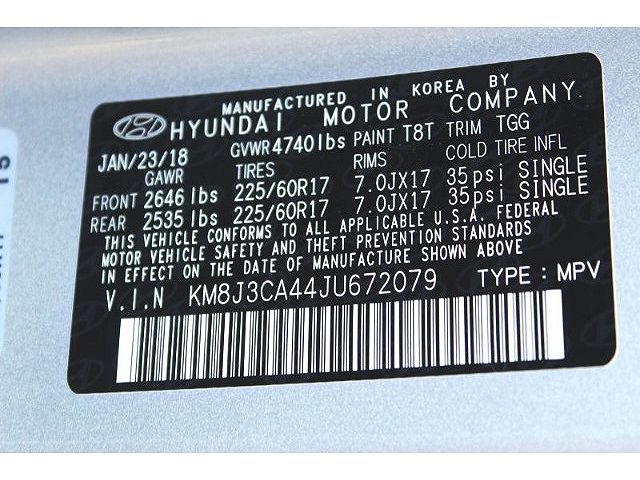 MANUFACTURED IN KOREA BY
HYUNDAI MOTOR COMPANY
JAN/23/18 GVWR 4740lbs PAINT T8T TRIM TGG
GAWR TIRES RIMS COLD TIRE INFL
FRONT 2646 lbs 225/60R17 7.0JX17 35psi SINGLE
REAR 2535 lbs 225/60R17 7.0JX17 35psi SINGLE
THIS VEHICLE CONFORMS TO ALL APPLICABLE U.S.A. FEDERAL
MOTOR VEHICLE SAFETY AND THEFT PREVENTION STANDARDS
IN EFFECT ON THE DATE OF MANUFACTURE SHOWN ABOVE
V.I.N KM8J3CA44JU672079 TYPE : MPV